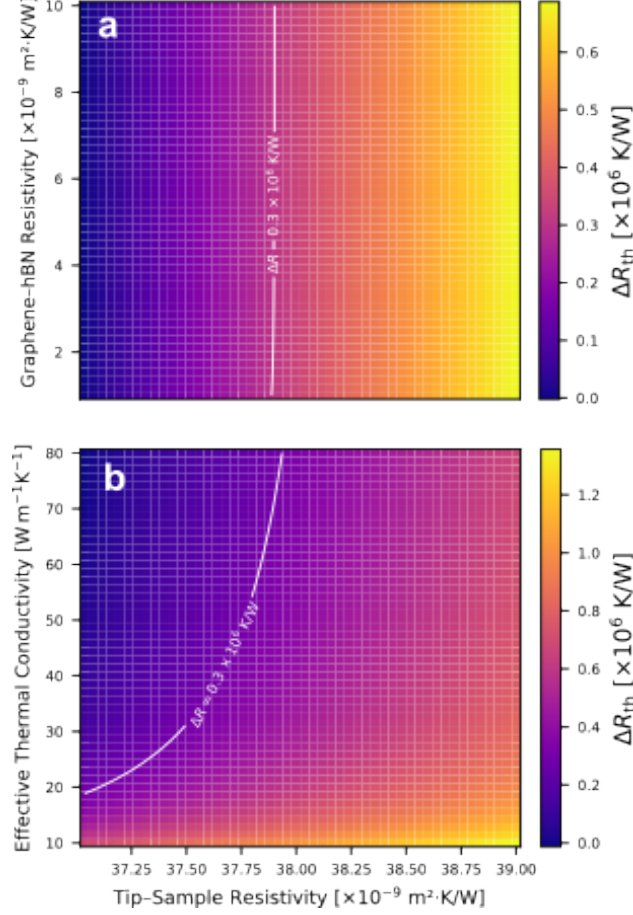 a
Graphene–hBN Resistivity [×10⁻⁹ m²·K/W]
10
8
6
4
2
ΔR = 0.3 × 10⁶ K/W
0.6
0.5
0.4
0.3
0.2
0.1
0.0
ΔRth [×10⁶ K/W]
b
Effective Thermal Conductivity [W m⁻¹K⁻¹]
80
70
60
50
40
30
20
10
ΔR = 0.3 × 10⁶ K/W
1.2
1.0
0.8
0.6
0.4
0.2
0.0
ΔRth [×10⁶ K/W]
37.25 37.50 37.75 38.00 38.25 38.50 38.75 39.00
Tip–Sample Resistivity [×10⁻⁹ m²·K/W]